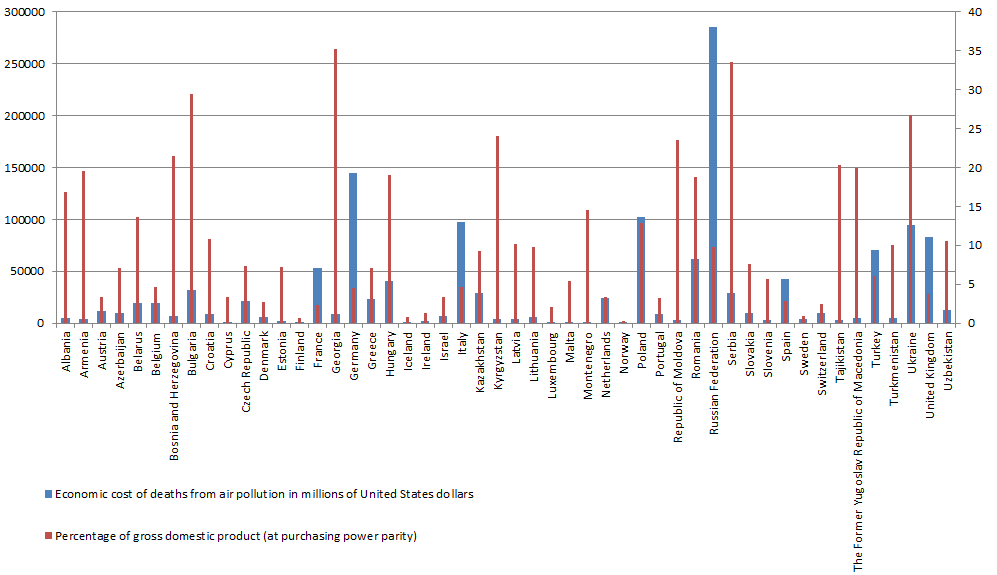 300000
250000
200000
150000
100000
50000
0
40
35
30
25
20
15
10
5
0
Albania
Armenia
Austria
Azerbaijan
Belarus
Belgium
Bosnia and Herzegovina
Bulgaria
Croatia
Cyprus
Czech Republic
Denmark
Estonia
Finland
France
Georgia
Germany
Greece
Hungary
Iceland
Ireland
Israel
Italy
Kazakhstan
Kyrgyzstan
Latvia
Lithuania
Luxembourg
Malta
Montenegro
Netherlands
Norway
Poland
Portugal
Republic of Moldova
Romania
Russian Federation
Serbia
Slovakia
Slovenia
Spain
Sweden
Switzerland
Tajikistan
The Former Yugoslav Republic of Macedonia
Turkey
Turkmenistan
Ukraine
United Kingdom
Uzbekistan
Economic cost of deaths from air pollution in millions of United States dollars
Percentage of gross domestic product (at purchasing power parity)